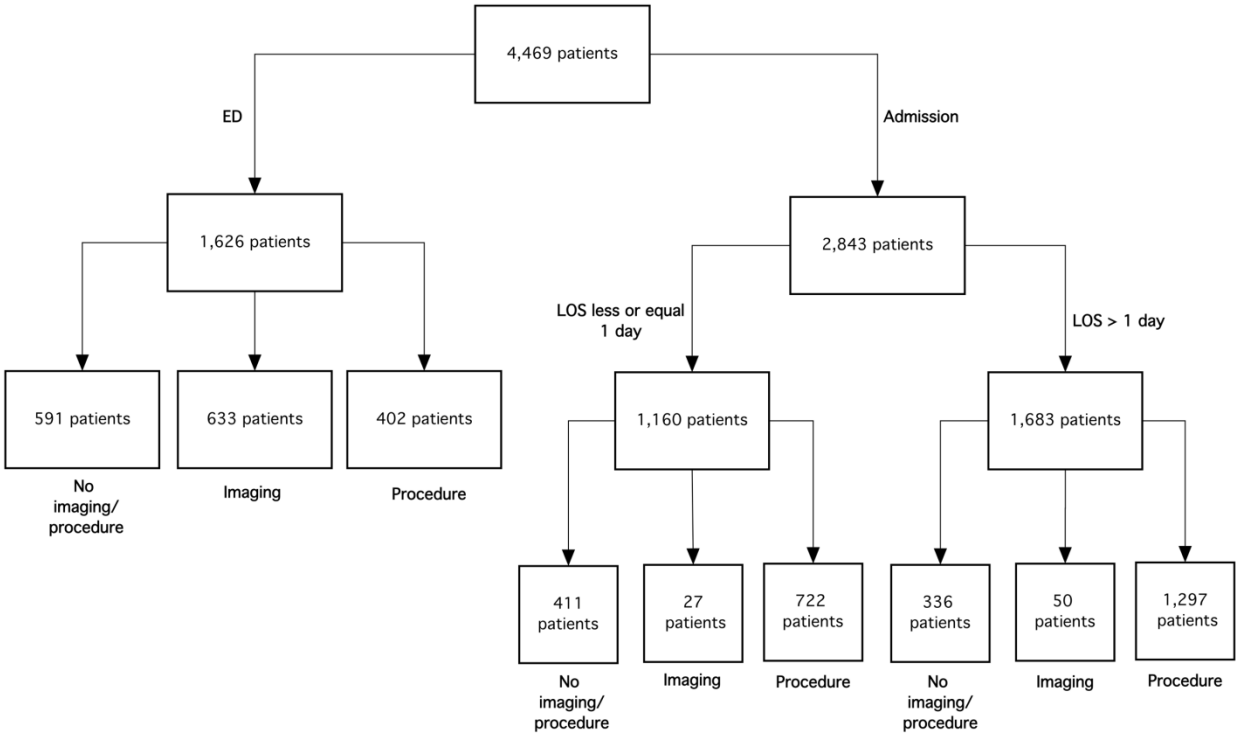 4,469 patients
ED
Admission
1,626 patients
2,843 patients
LOS less or equal
1 day
LOS > 1 day
591 patients
633 patients
402 patients
1,160 patients
1,683 patients
No
imaging/
procedure
Imaging
Procedure
411
patients
27
patients
722
patients
336
patients
50
patients
1,297
patients
No
imaging/
procedure
Imaging
Procedure
No
imaging/
procedure
Imaging
Procedure